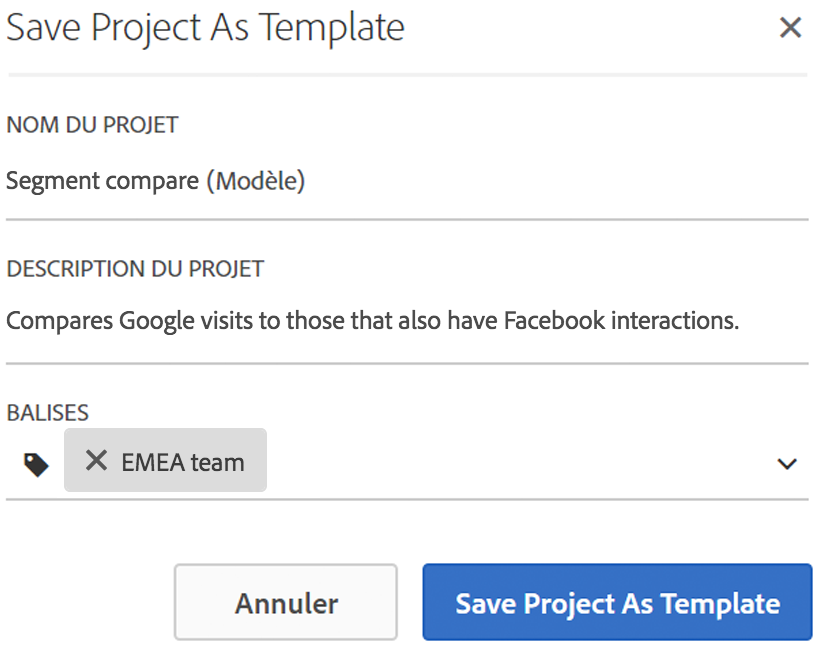 Save Project As Template
NOM DU PROJET
Segment compare (Modèle)
DESCRIPTION DU PROJET
Compares Google visits to those that also have Facebook interactions.
BALISES
EMEA team
Annuler
Save Project As Template